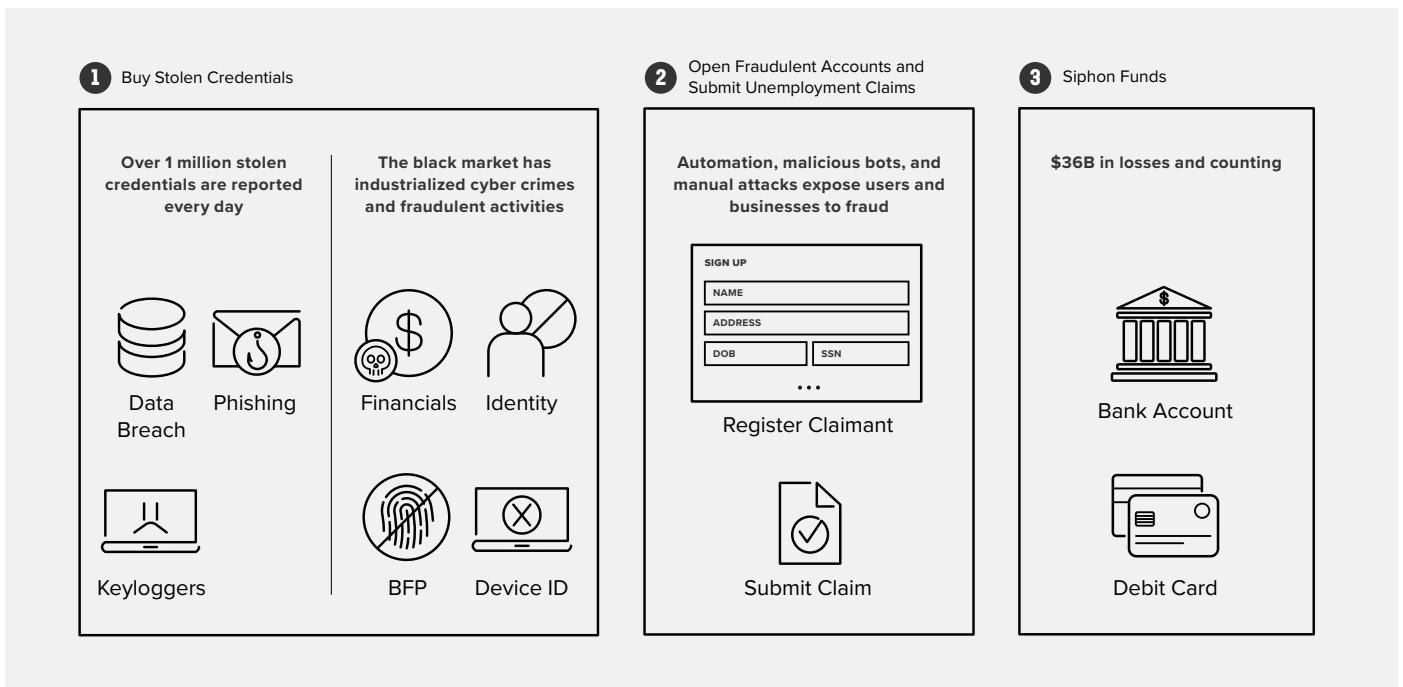 1 Buy Stolen Credentials
Over 1 million stolen
credentials are reported
every day
Data
Breach
Phishing
Keyloggers
The black market has
industrialized cyber crimes
and fraudulent activities
$
Financials
Identity
BFP
X
Device ID
2 Open Fraudulent Accounts and
Submit Unemployment Claims
Automation, malicious bots, and
manual attacks expose users and
businesses to fraud
SIGN UP
NAME
ADDRESS
DOB
SSN
...
Register Claimant
Submit Claim
3 Siphon Funds
$36B in losses and counting
$
Bank Account
Debit Card